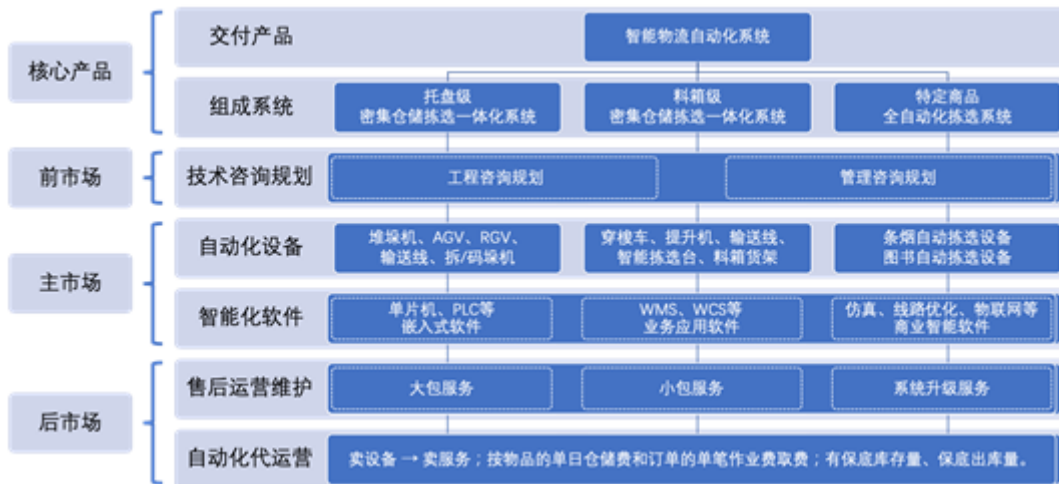 核心产品
交付产品
智能物流自动化系统
组成系统
托盘级
密集仓储拣选一体化系统
料箱级
密集仓储拣选一体化系统
特定商品
全自动化拣选系统
前市场
技术咨询规划
工程咨询规划
管理咨询规划
主市场
自动化设备
堆垛机、AGV、RGV、
输送线、拆/码垛机
穿梭车、提升机、输送线、
智能拣选台、料箱货架
条烟自动拣选设备
图书自动拣选设备
智能化软件
单片机、PLC等
嵌入式软件
WMS、WCS等
业务应用软件
仿真、线路优化、物联网等
商业智能软件
后市场
售后运营维护
大包服务
小包服务
系统升级服务
自动化代运营
卖设备 → 卖服务；按物品的单日仓储费和订单的单笔作业费取费；有保底库存量、保底出库量。